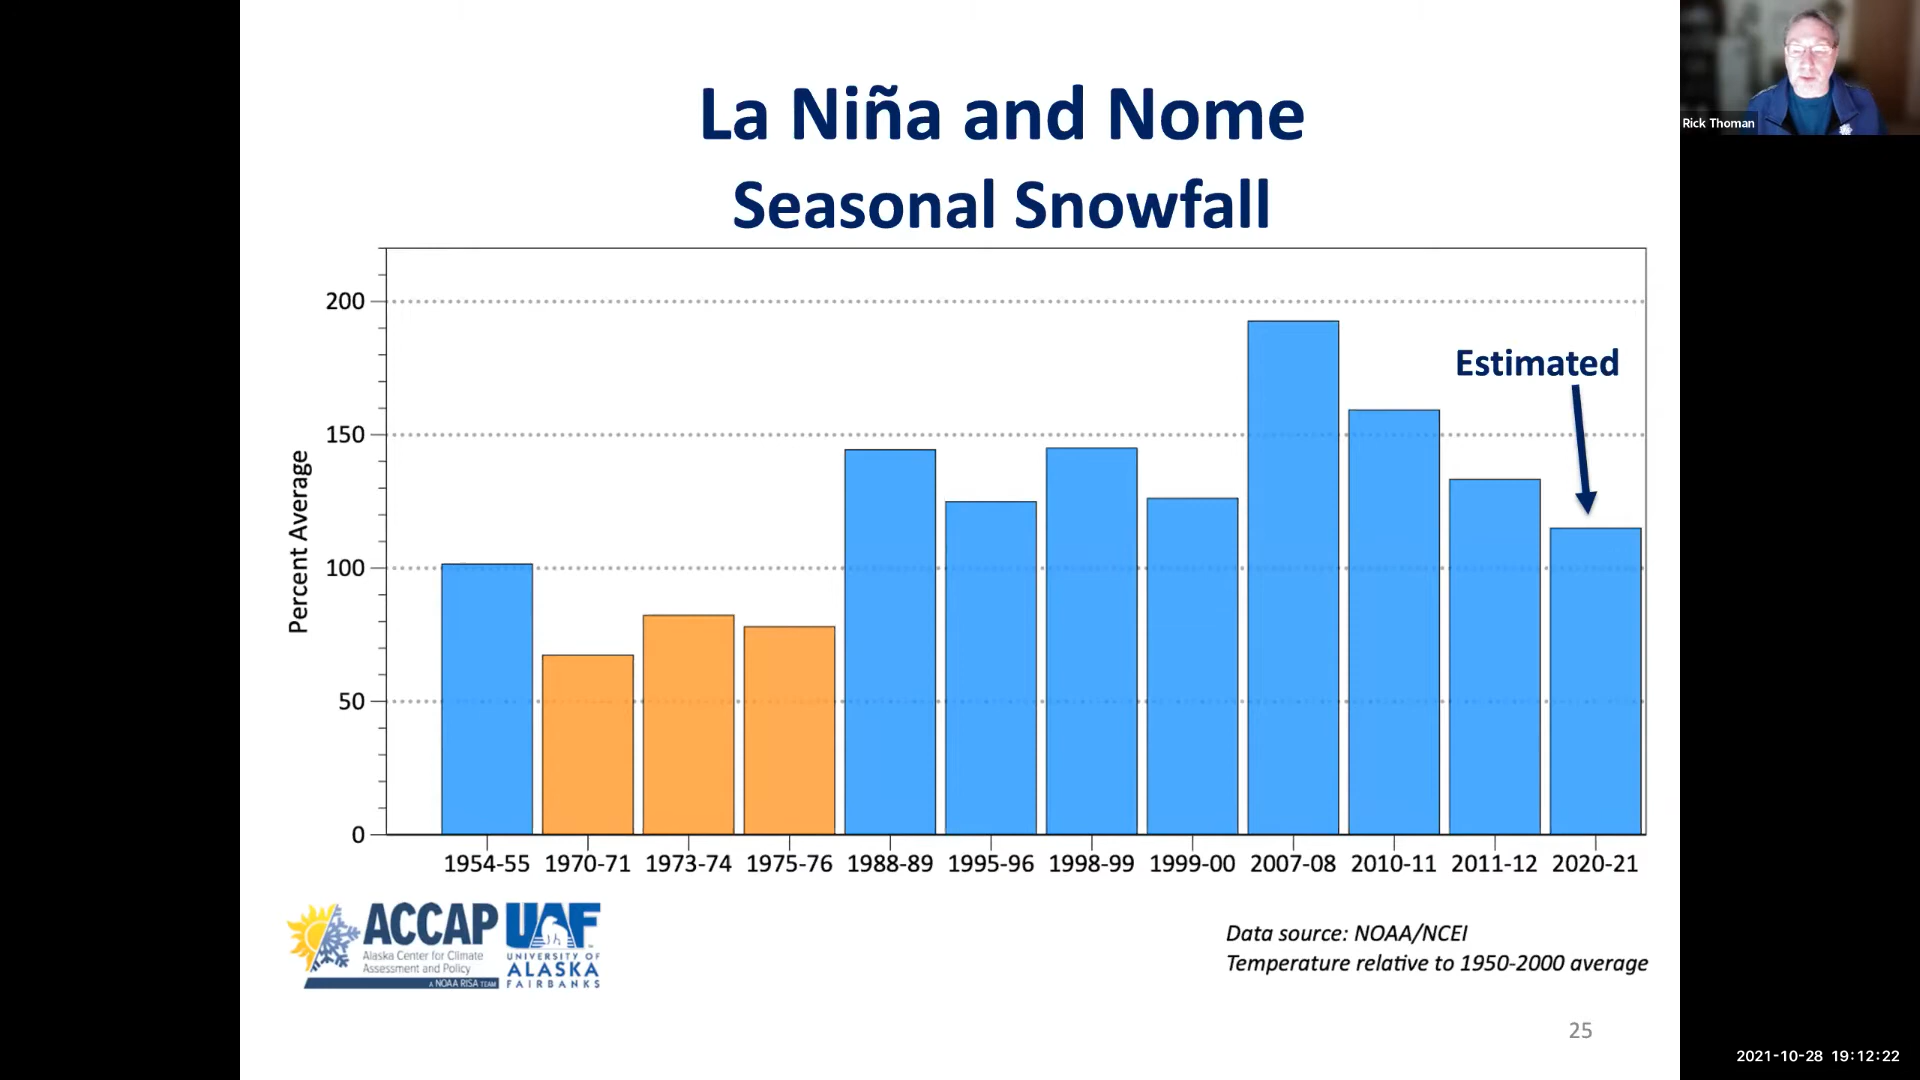 La Niña and Nome
Seasonal Snowfall
Rick Thoman
200
150
100
50
0
Percent Average
Estimated
1954-55 1970-71 1973-74 1975-76 1988-89 1995-96 1998-99 1999-00 2007-08 2010-11 2011-12 2020-21
ACCAP
Alaska Center for Climate
Assessment and Policy
A NOAA RISA TEAM
UAF
UNIVERSITY OF
ALASKA
FAIRBANKS
Data source: NOAA/NCEI
Temperature relative to 1950-2000 average
25
2021-10-28 19:12:22